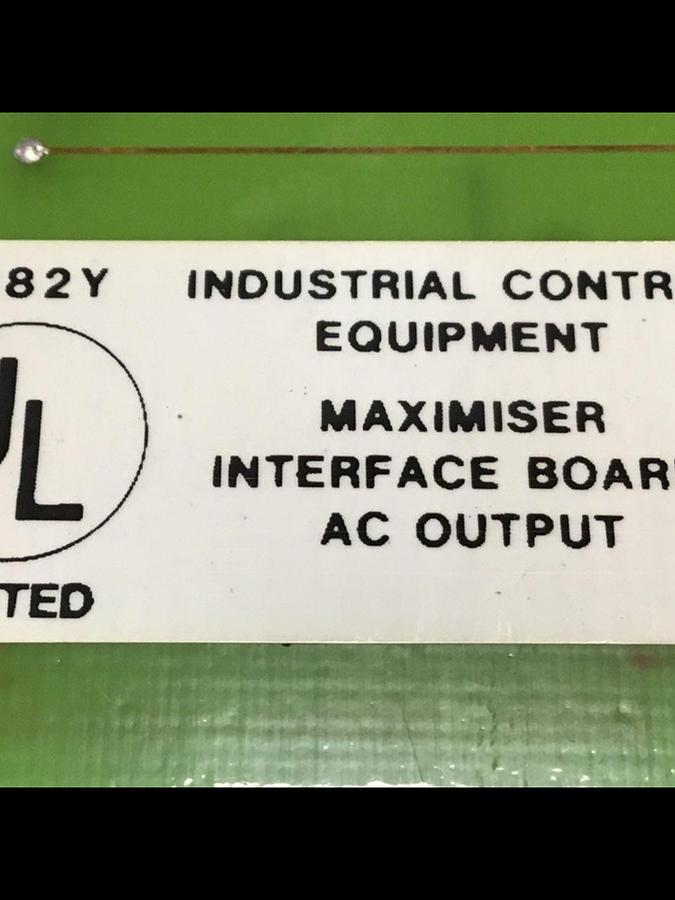 82Y INDUSTRIAL CONTR
EQUIPMENT
MAXIMISER
INTERFACE BOAR
AC OUTPUT
UL
TED